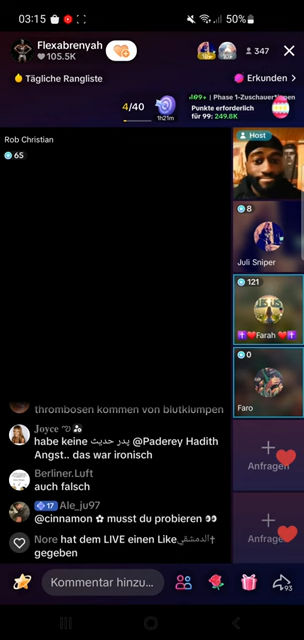 03:15
50%
Flexabrenyah
105.5K
347
Tägliche Rangliste
Erkunden >
4/40
1h21m
Phase 1-Zuschauer*innen
Punkte erforderlich
für 99: 249.8K
Rob Christian
65
Host
8
Juli Sniper
121
✝️❤️Farah ❤️✝️
0
Faro
Anfragen
Anfragen
thrombosen kommen von blutklumpen
Joyce
habe keine پدر حديث @Paderey Hadith
Angst.. das war ironisch
Berliner.Luft
auch falsch
17 Ale_ju97
@cinnamon ✿ musst du probieren 👀
Nore hat dem LIVE einen Like الدمشقي✝
gegeben
Kommentar hinzu...
93